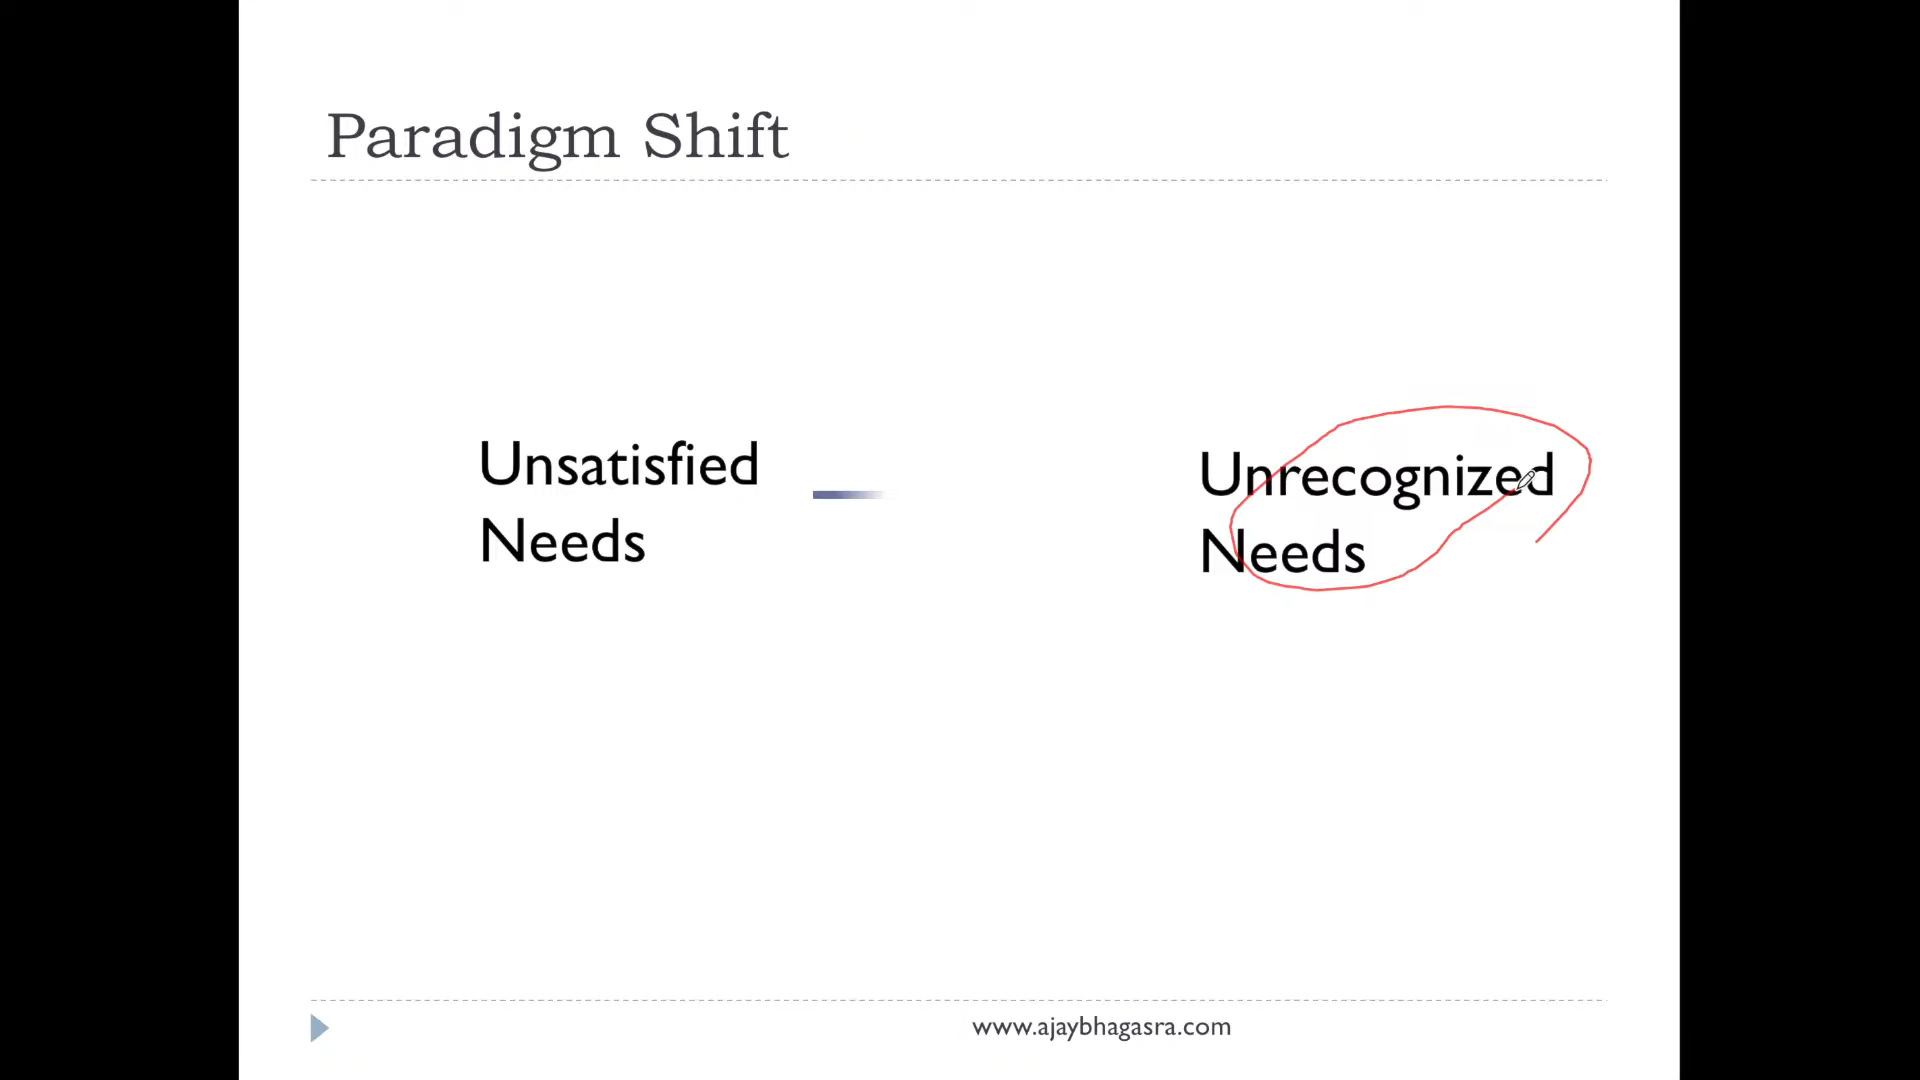 Paradigm Shift
Unsatisfied
Needs
Unrecognized
Needs
www.ajaybhagasra.com